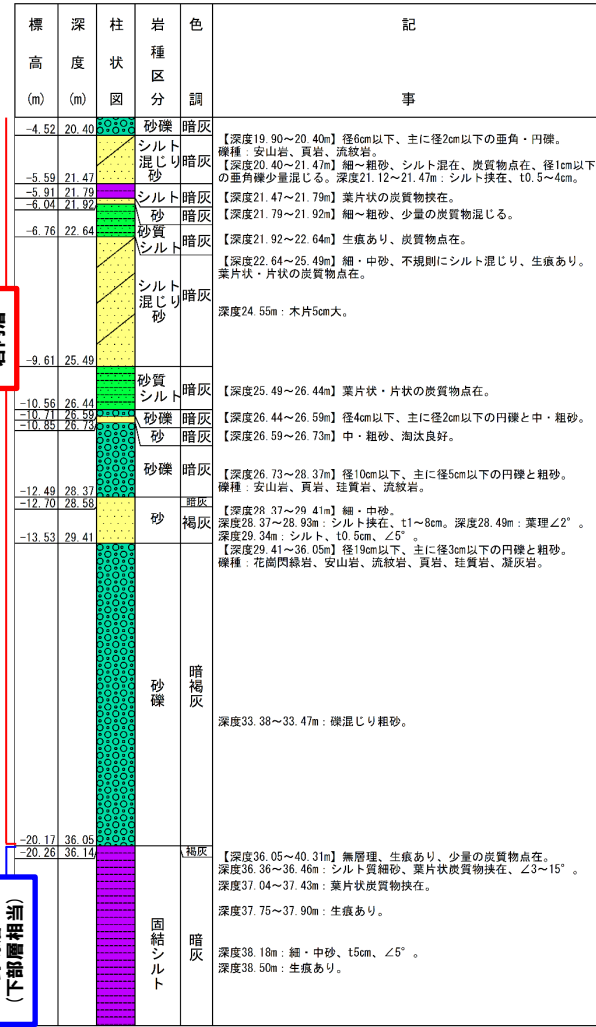 標高(m)
深度(m)
柱状図
岩種区分
色調
記事
-4.52 20.40 砂礫 暗灰
【深度19.90～20.40m】径6cm以下、主に径2cm以下の亜角・円礫。
礫種：安山岩、頁岩、流紋岩。
-5.59 21.47 シルト混じり砂 暗灰
【深度20.40～21.47m】細～粗砂、シルト混在、炭質物点在、径1cm以下
の亜角礫少量混じる。深度21.12～21.47m：シルト挟在、t0.5～4cm。
-5.91 21.79 シルト 暗灰
【深度21.47～21.79m】葉片状の炭質物挟在。
-6.04 21.92 砂 暗灰
【深度21.79～21.92m】細～粗砂、少量の炭質物混じる。
-6.76 22.64 砂質シルト 暗灰
【深度21.92～22.64m】生痕あり、炭質物点在。
-9.61 25.49 シルト混じり砂 暗灰
【深度22.64～25.49m】細・中砂、不規則にシルト混じり、生痕あり。
葉片状・片状の炭質物点在。
深度24.55m：木片5cm大。
-10.56 26.44 砂質シルト 暗灰
【深度25.49～26.44m】葉片状・片状の炭質物点在。
-10.71 26.59 砂礫 暗灰
【深度26.44～26.59m】径4cm以下、主に径2cm以下の円礫と中・粗砂。
-10.85 26.73 砂 暗灰
【深度26.59～26.73m】中・粗砂、淘汰良好。
-12.49 28.37 砂礫 暗灰
【深度26.73～28.37m】径10cm以下、主に径5cm以下の円礫と粗砂。
礫種：安山岩、頁岩、珪質岩、流紋岩。
-12.70 28.58 暗灰
-13.53 29.41 砂 褐灰
【深度28.37～29.41m】細・中砂。
深度28.37～28.93m：シルト挟在、t1～8cm。深度28.49m：葉理∠2°。
深度29.34m：シルト、t0.5cm、∠5°。
【深度29.41～36.05m】径19cm以下、主に径3cm以下の円礫と粗砂。
礫種：花崗閃緑岩、安山岩、流紋岩、頁岩、珪質岩、凝灰岩。
砂礫 暗褐灰
深度33.38～33.47m：礫混じり粗砂。
-20.17 36.05
-20.26 36.14 褐灰
【深度36.05～40.31m】無層理、生痕あり、少量の炭質物点在。
深度36.36～36.46m：シルト質細砂、葉片状炭質物挟在、∠3～15°。
深度37.04～37.43m：葉片状炭質物挟在。
深度37.75～37.90m：生痕あり。
固結シルト 暗灰
深度38.18m：細・中砂、t5cm、∠5°。
深度38.50m：生痕あり。
(下部層相当)